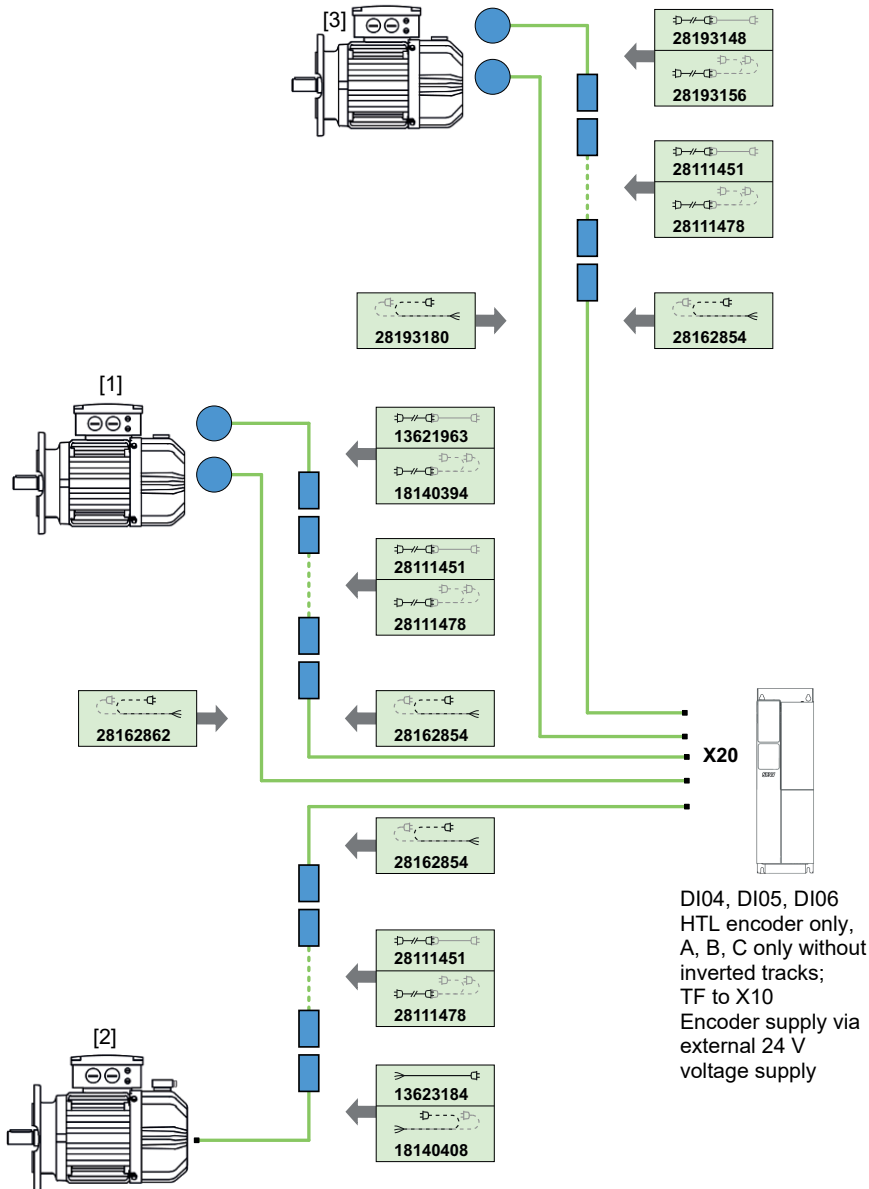 [3]
28193148
28193156
28111451
28111478
28193180
28162854
[1]
13621963
18140394
28111451
28111478
28162862
28162854
X20
SEW
28162854
DI04, DI05, DI06
HTL encoder only,
A, B, C only without
inverted tracks;
TF to X10
Encoder supply via
external 24 V
voltage supply
28111451
28111478
[2]
13623184
18140408